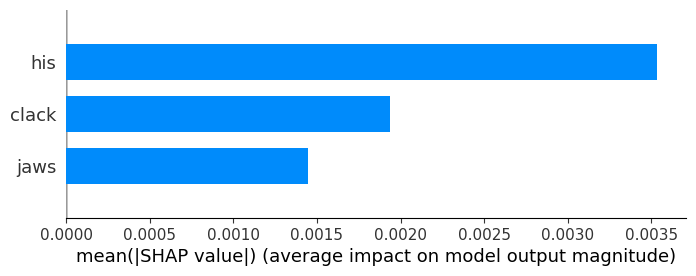 his
clack
jaws
0.0000 0.0005 0.0010 0.0015 0.0020 0.0025 0.0030 0.0035
mean(|SHAP value|) (average impact on model output magnitude)